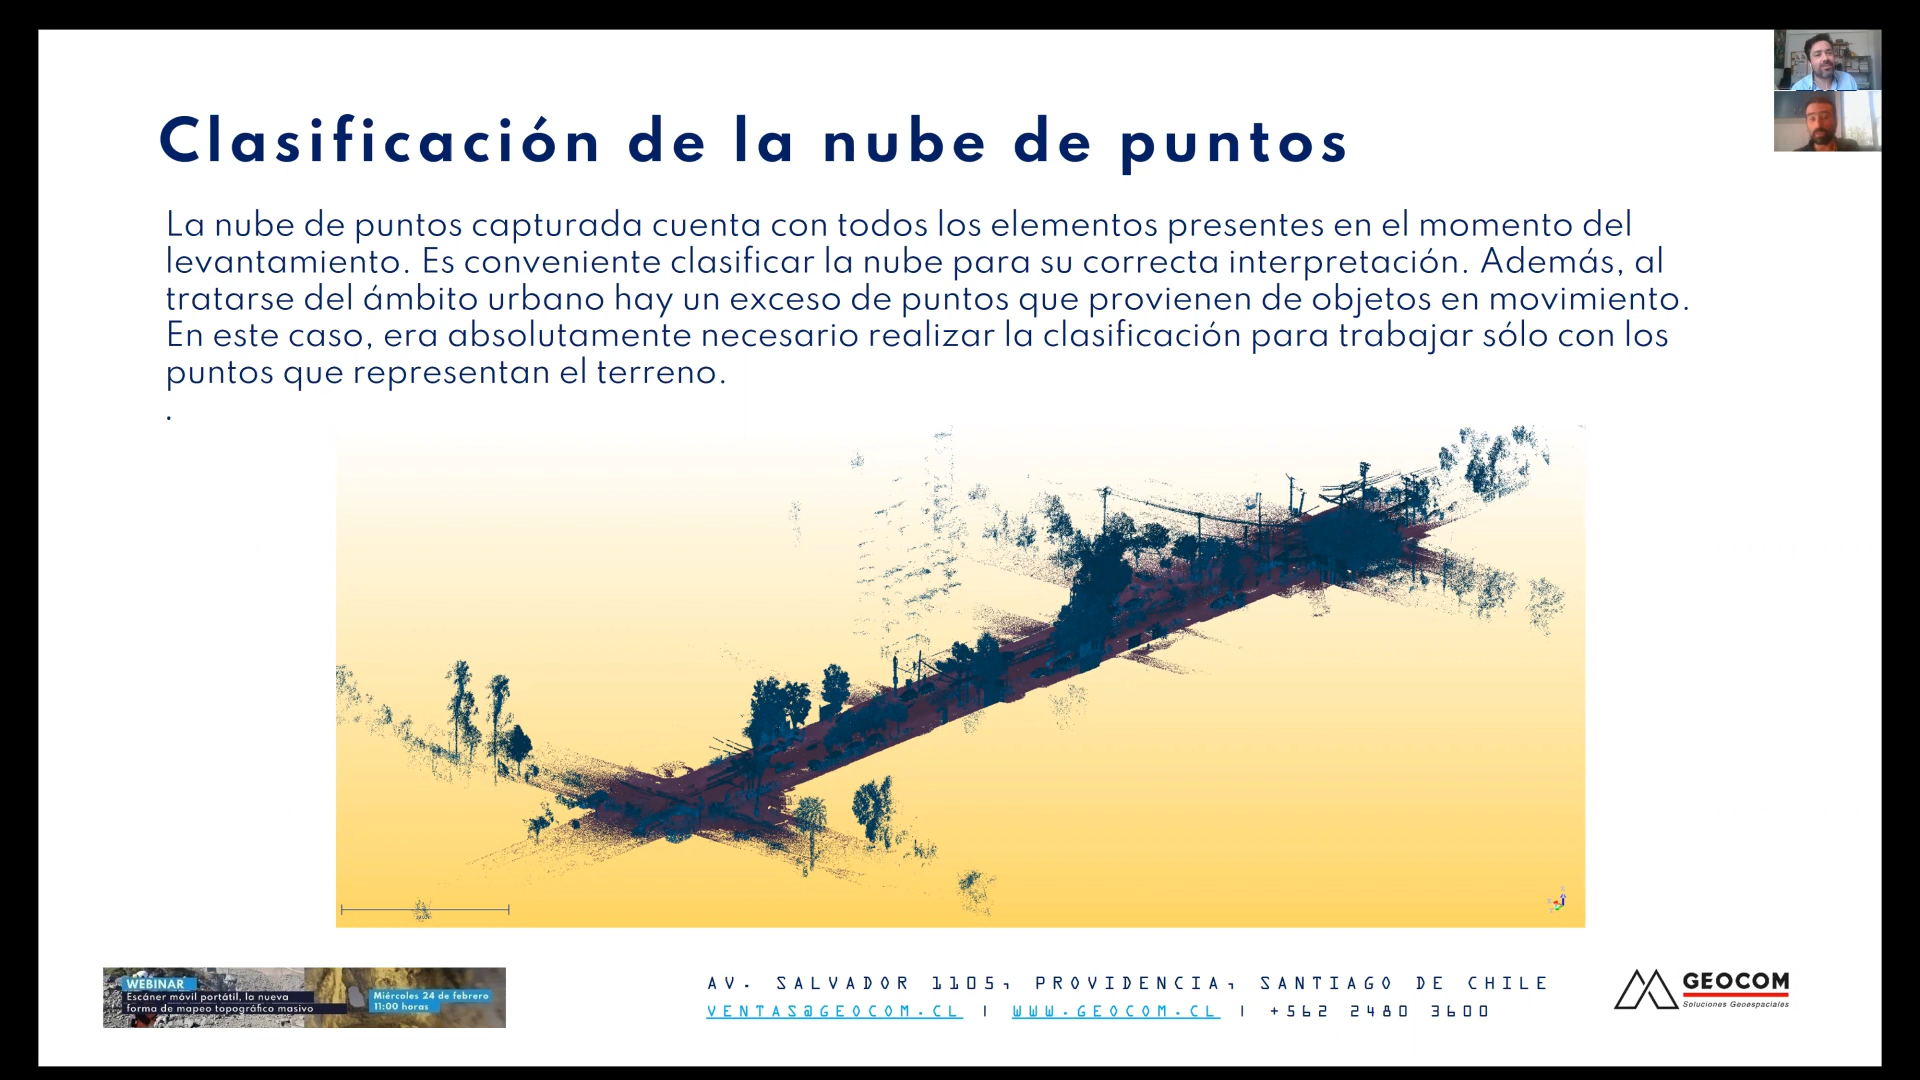 Clasificación de la nube de puntos
La nube de puntos capturada cuenta con todos los elementos presentes en el momento del
levantamiento. Es conveniente clasificar la nube para su correcta interpretación. Además, al
tratarse del ámbito urbano hay un exceso de puntos que provienen de objetos en movimiento.
En este caso, era absolutamente necesario realizar la clasificación para trabajar sólo con los
puntos que representan el terreno.
.
WEBINAR
Escáner móvil portátil, la nueva
forma de mapeo topográfico masivo
Miércoles 24 de febrero
11:00 horas
AV. SALVADOR 1105, PROVIDENCIA, SANTIAGO DE CHILE
VENTAS@GEOCOM.CL | WWW.GEOCOM.CL | +562 2480 3600
GEOCOM
Soluciones Geoespaciales